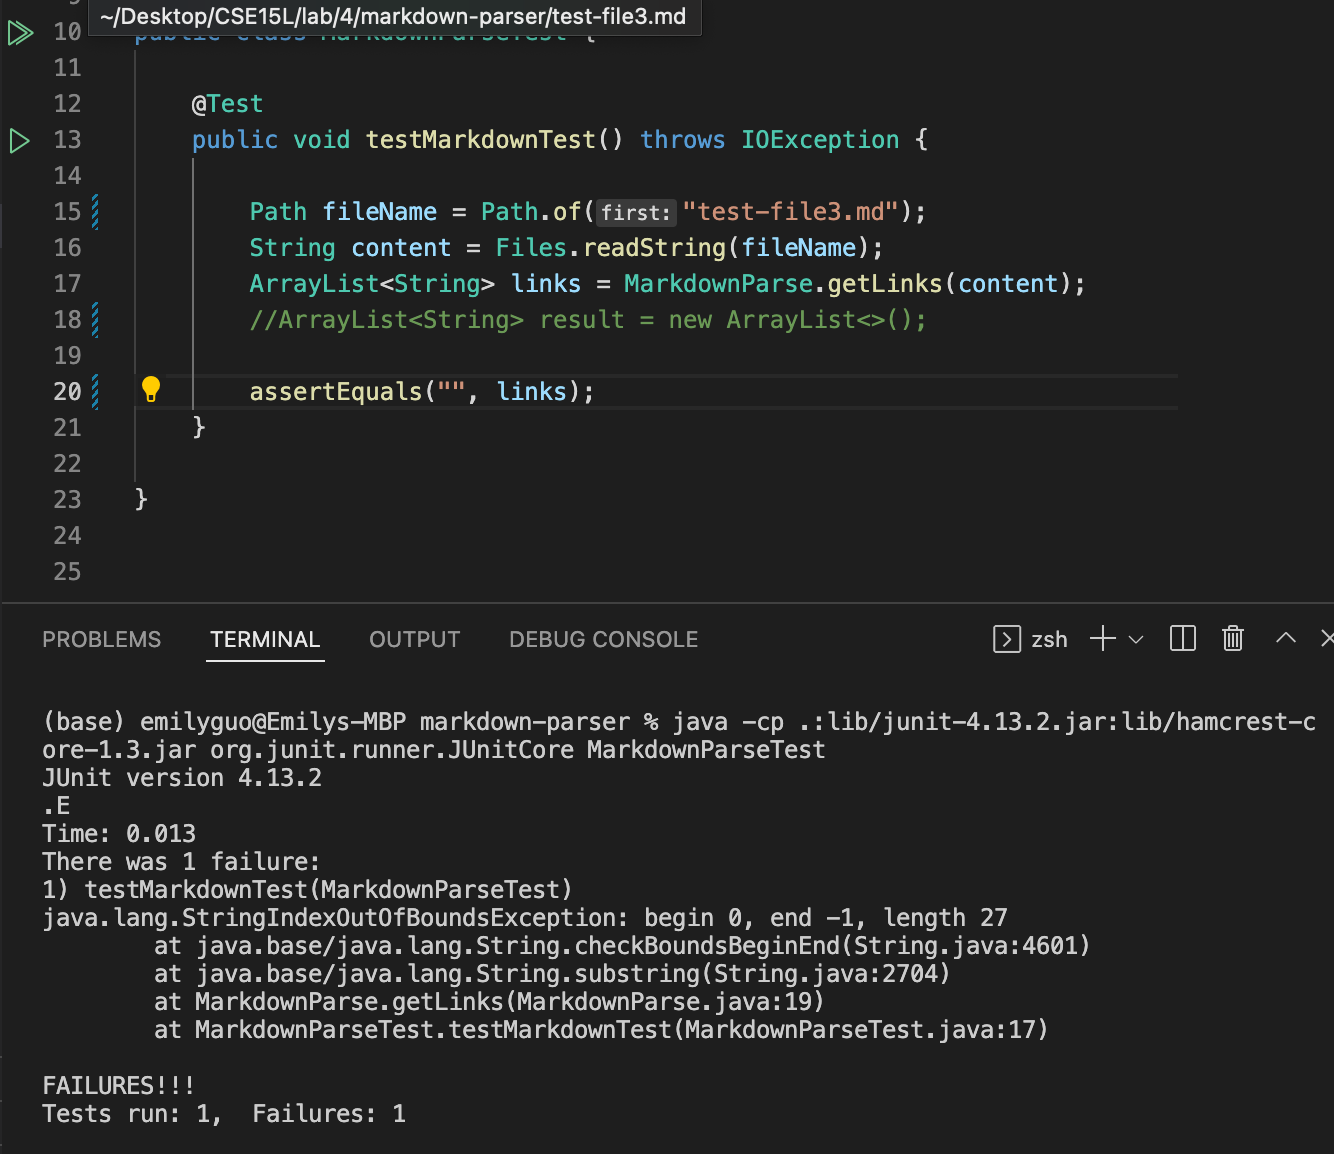 ~/Desktop/CSE15L/lab/4/markdown-parser/test-file3.md
10 public class MarkdownParseTest {
11
12 @Test
13 public void testMarkdownTest() throws IOException {
14
15 Path fileName = Path.of(first: "test-file3.md");
16 String content = Files.readString(fileName);
17 ArrayList<String> links = MarkdownParse.getLinks(content);
18 //ArrayList<String> result = new ArrayList<>();
19
20 assertEquals("", links);
21 }
22
23 }
24
25
PROBLEMS TERMINAL OUTPUT DEBUG CONSOLE zsh
(base) emilyguo@Emilys-MBP markdown-parser % java -cp .:lib/junit-4.13.2.jar:lib/hamcrest-c
ore-1.3.jar org.junit.runner.JUnitCore MarkdownParseTest
JUnit version 4.13.2
.E
Time: 0.013
There was 1 failure:
1) testMarkdownTest(MarkdownParseTest)
java.lang.StringIndexOutOfBoundsException: begin 0, end -1, length 27
at java.base/java.lang.String.checkBoundsBeginEnd(String.java:4601)
at java.base/java.lang.String.substring(String.java:2704)
at MarkdownParse.getLinks(MarkdownParse.java:19)
at MarkdownParseTest.testMarkdownTest(MarkdownParseTest.java:17)
FAILURES!!!
Tests run: 1,  Failures: 1